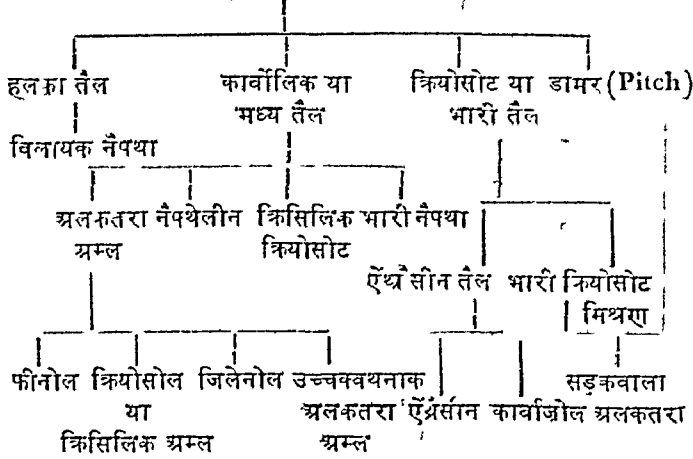 हलका तैल कार्वोलिक या क्रियोसोट या डामर (Pitch)
मध्य तैल भारी तैल
विलायक नैपथा
अलकतरा नैपथेलीन क्रिसिलिक भारी नैपथा
अम्ल क्रियोसोट
ऐंथ्रैसीन तैल भारी क्रियोसोट
मिश्रण
फीनोल क्रियोसोल जिलेनोल उच्चक्वथनाक सड़कवाला
या अलकतरा ऐंथ्रैसीन कार्वाज़ोल अलकतरा
क्रिसिलिक अम्ल अम्ल